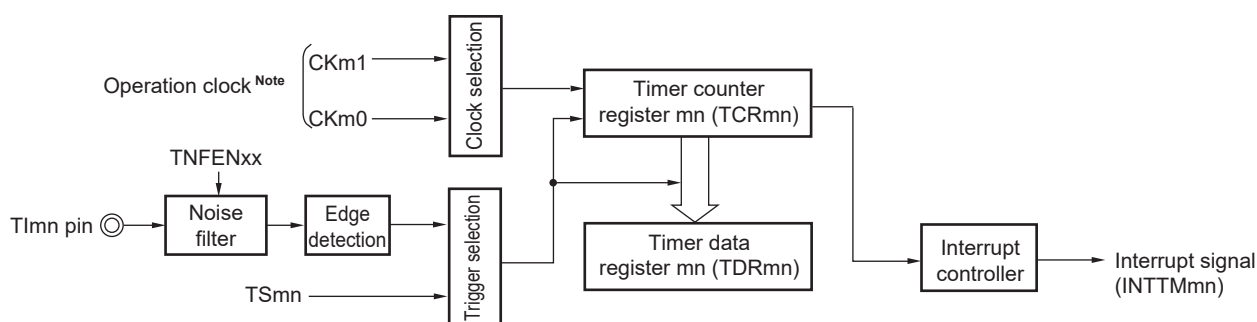 Operation clock Note
CKm1
CKm0
Clock selection
Timer counter
register mn (TCRmn)
TNFENxx
TImn pin
Noise
filter
Edge
detection
TSmn
Trigger selection
Timer data
register mn (TDRmn)
Interrupt
controller
Interrupt signal
(INTTMmn)